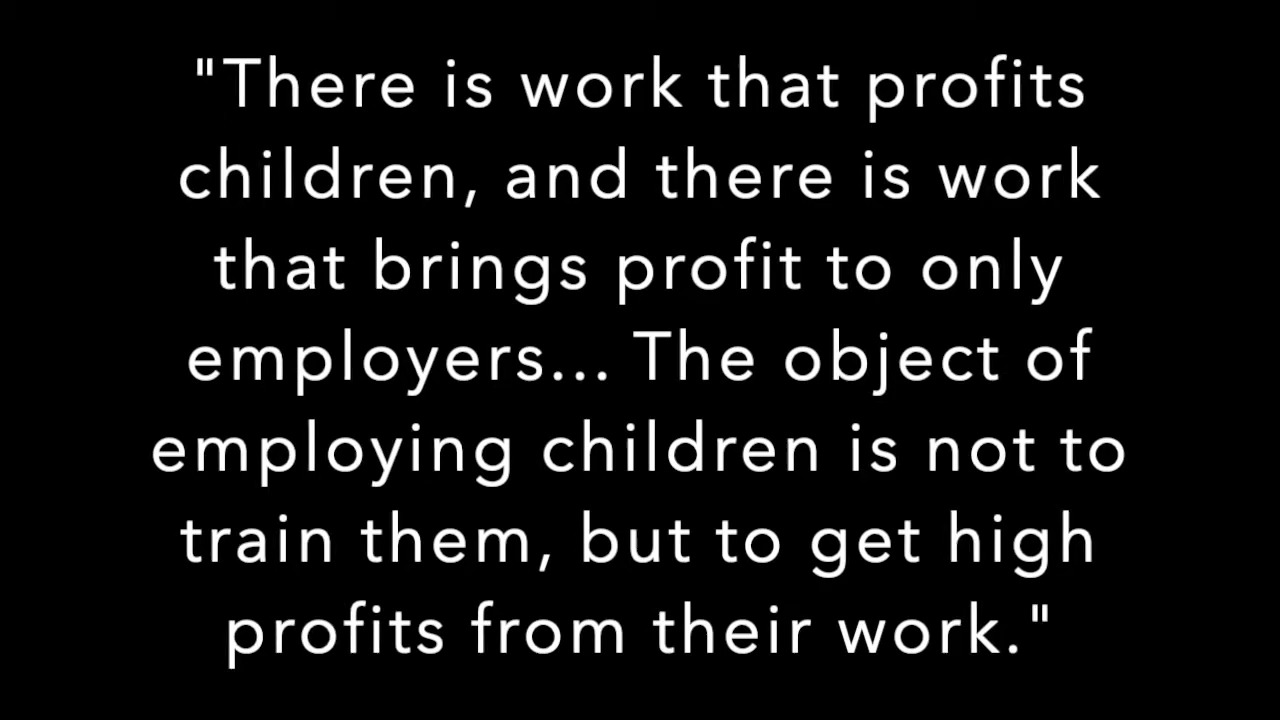 "There is work that profits
children, and there is work
that brings profit to only
employers... The object of
employing children is not to
train them, but to get high
profits from their work."